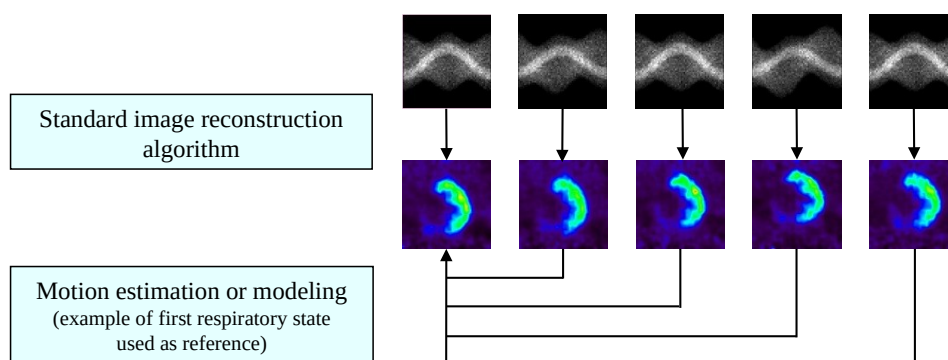 Standard image reconstruction
algorithm
Motion estimation or modeling
(example of first respiratory state
used as reference)